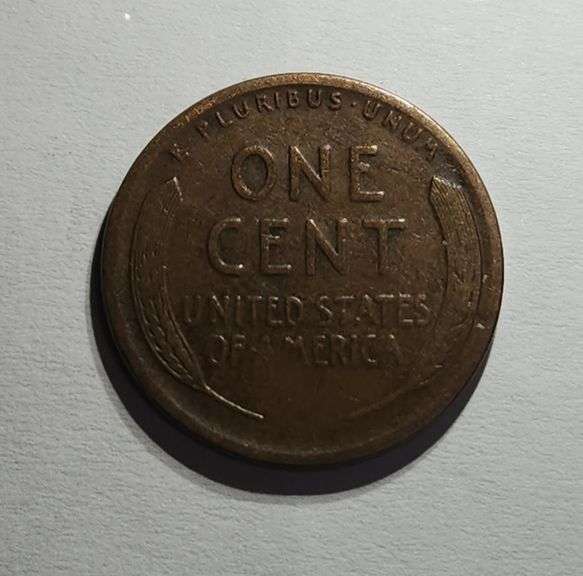 E PLURIBUS · UNUM
ONE
CENT
UNITED STATES
OF AMERICA